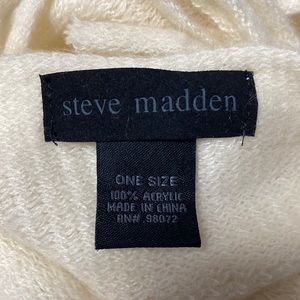 steve madden
ONE SIZE
100% ACRYLIC
MADE IN CHINA
RN#. 98072